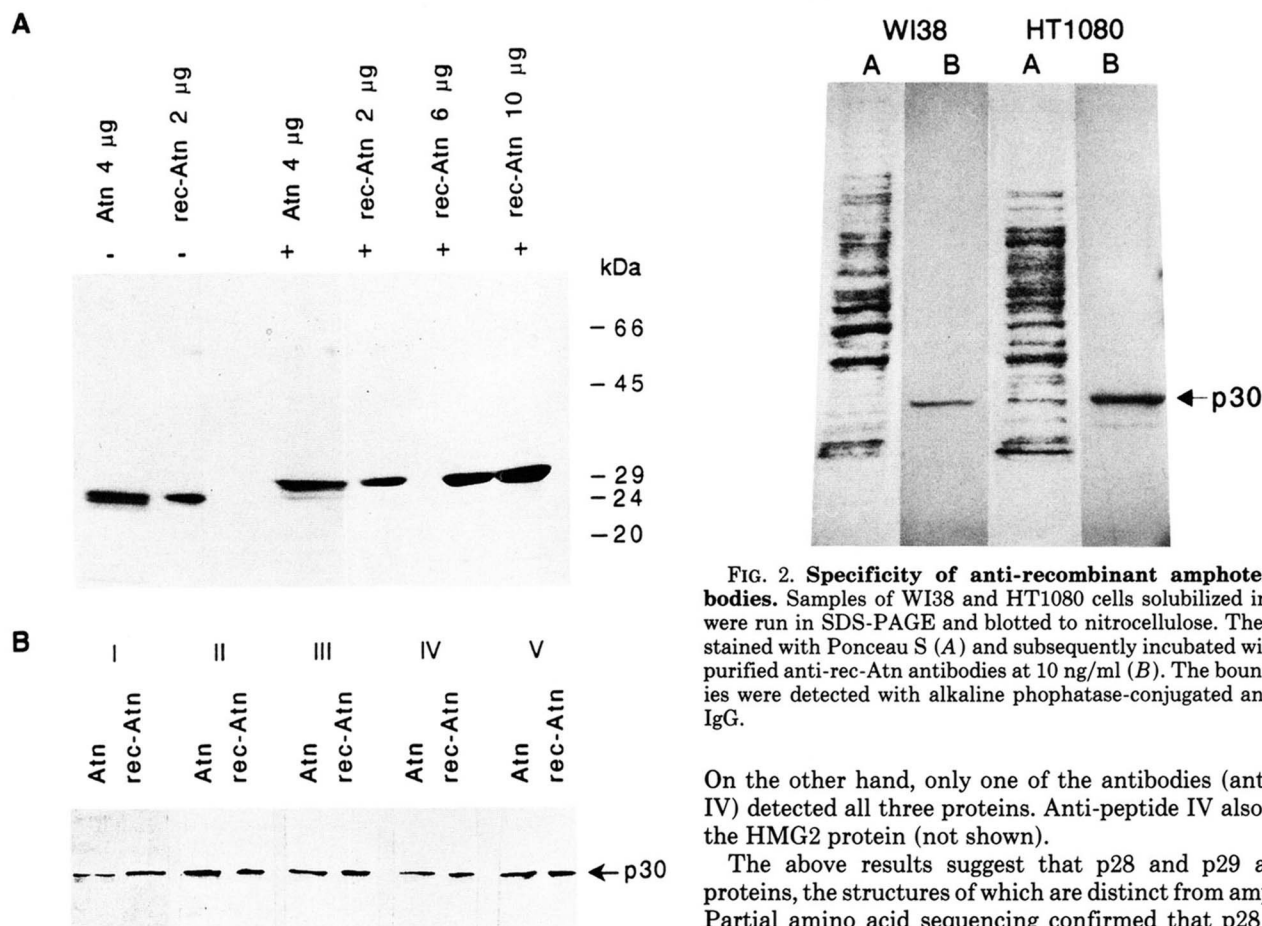 A
Atn 4 µg
rec-Atn 2 µg
Atn 4 µg
rec-Atn 2 µg
rec-Atn 6 µg
rec-Atn 10 µg
- - + + + +
kDa
– 66
– 45
– 29
– 24
– 20
B
I II III IV V
Atn rec-Atn Atn rec-Atn Atn rec-Atn Atn rec-Atn Atn rec-Atn
←p30
WI38 HT1080
A B A B
←p30
FIG. 2. Specificity of anti-recombinant amphote
bodies. Samples of WI38 and HT1080 cells solubilized in
were run in SDS-PAGE and blotted to nitrocellulose. The
stained with Ponceau S (A) and subsequently incubated wi
purified anti-rec-Atn antibodies at 10 ng/ml (B). The boun
ies were detected with alkaline phophatase-conjugated an
IgG.
On the other hand, only one of the antibodies (ant
IV) detected all three proteins. Anti-peptide IV also
the HMG2 protein (not shown).
The above results suggest that p28 and p29 a
proteins, the structures of which are distinct from am
Partial amino acid sequencing confirmed that p28